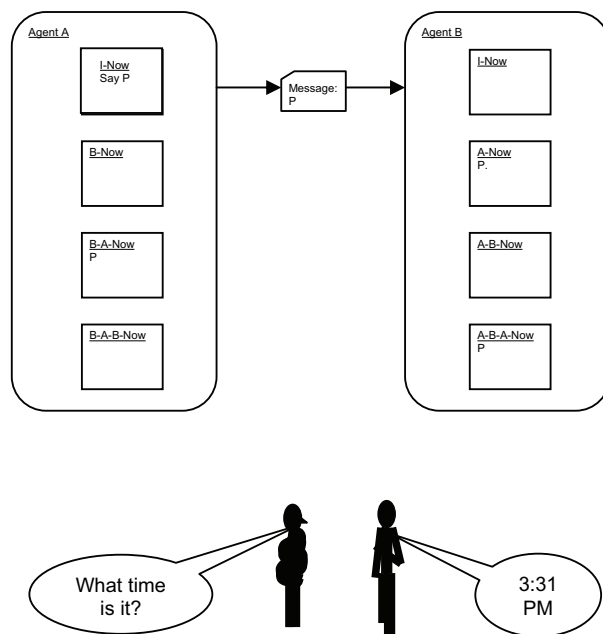 Agent A
I-Now
Say P
B-Now
B-A-Now
P
B-A-B-Now
Message:
P
Agent B
I-Now
A-Now
P.
A-B-Now
A-B-A-Now
P
What time
is it?
3:31
PM